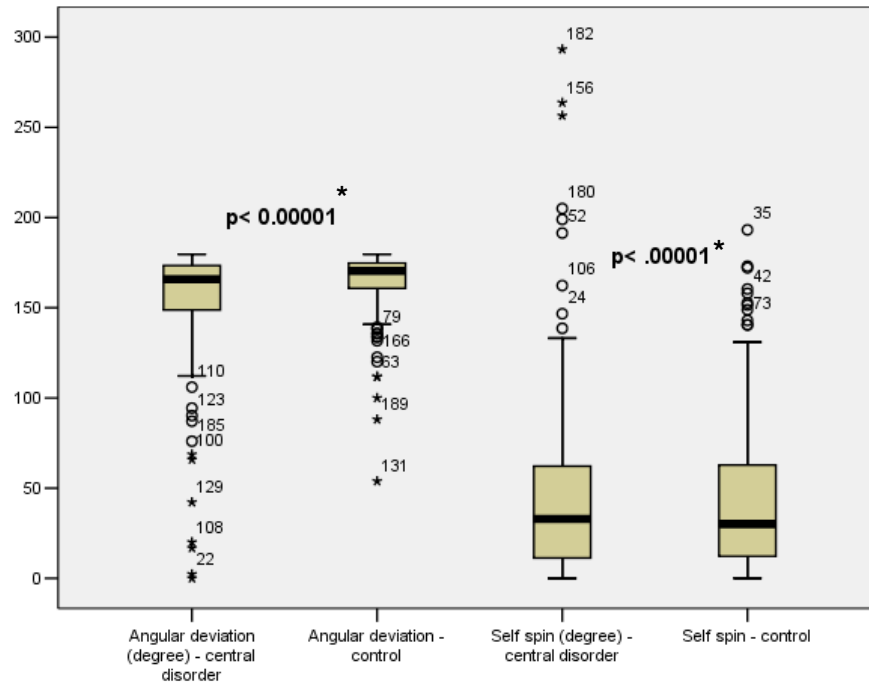 300
250
200
150
100
50
0
182
156
180
52
106
24
35
42
73
p< 0.00001*
p< .00001*
79
166
63
189
131
110
123
185
100
129
108
22
Angular deviation
(degree) - central
disorder
Angular deviation -
control
Self spin (degree) -
central disorder
Self spin - control